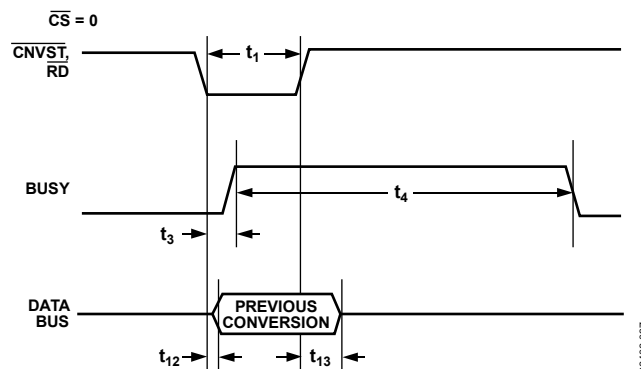 CS = 0
CNVST,
RD
t1
BUSY
t4
t3
DATA
BUS
PREVIOUS
CONVERSION
t12
t13